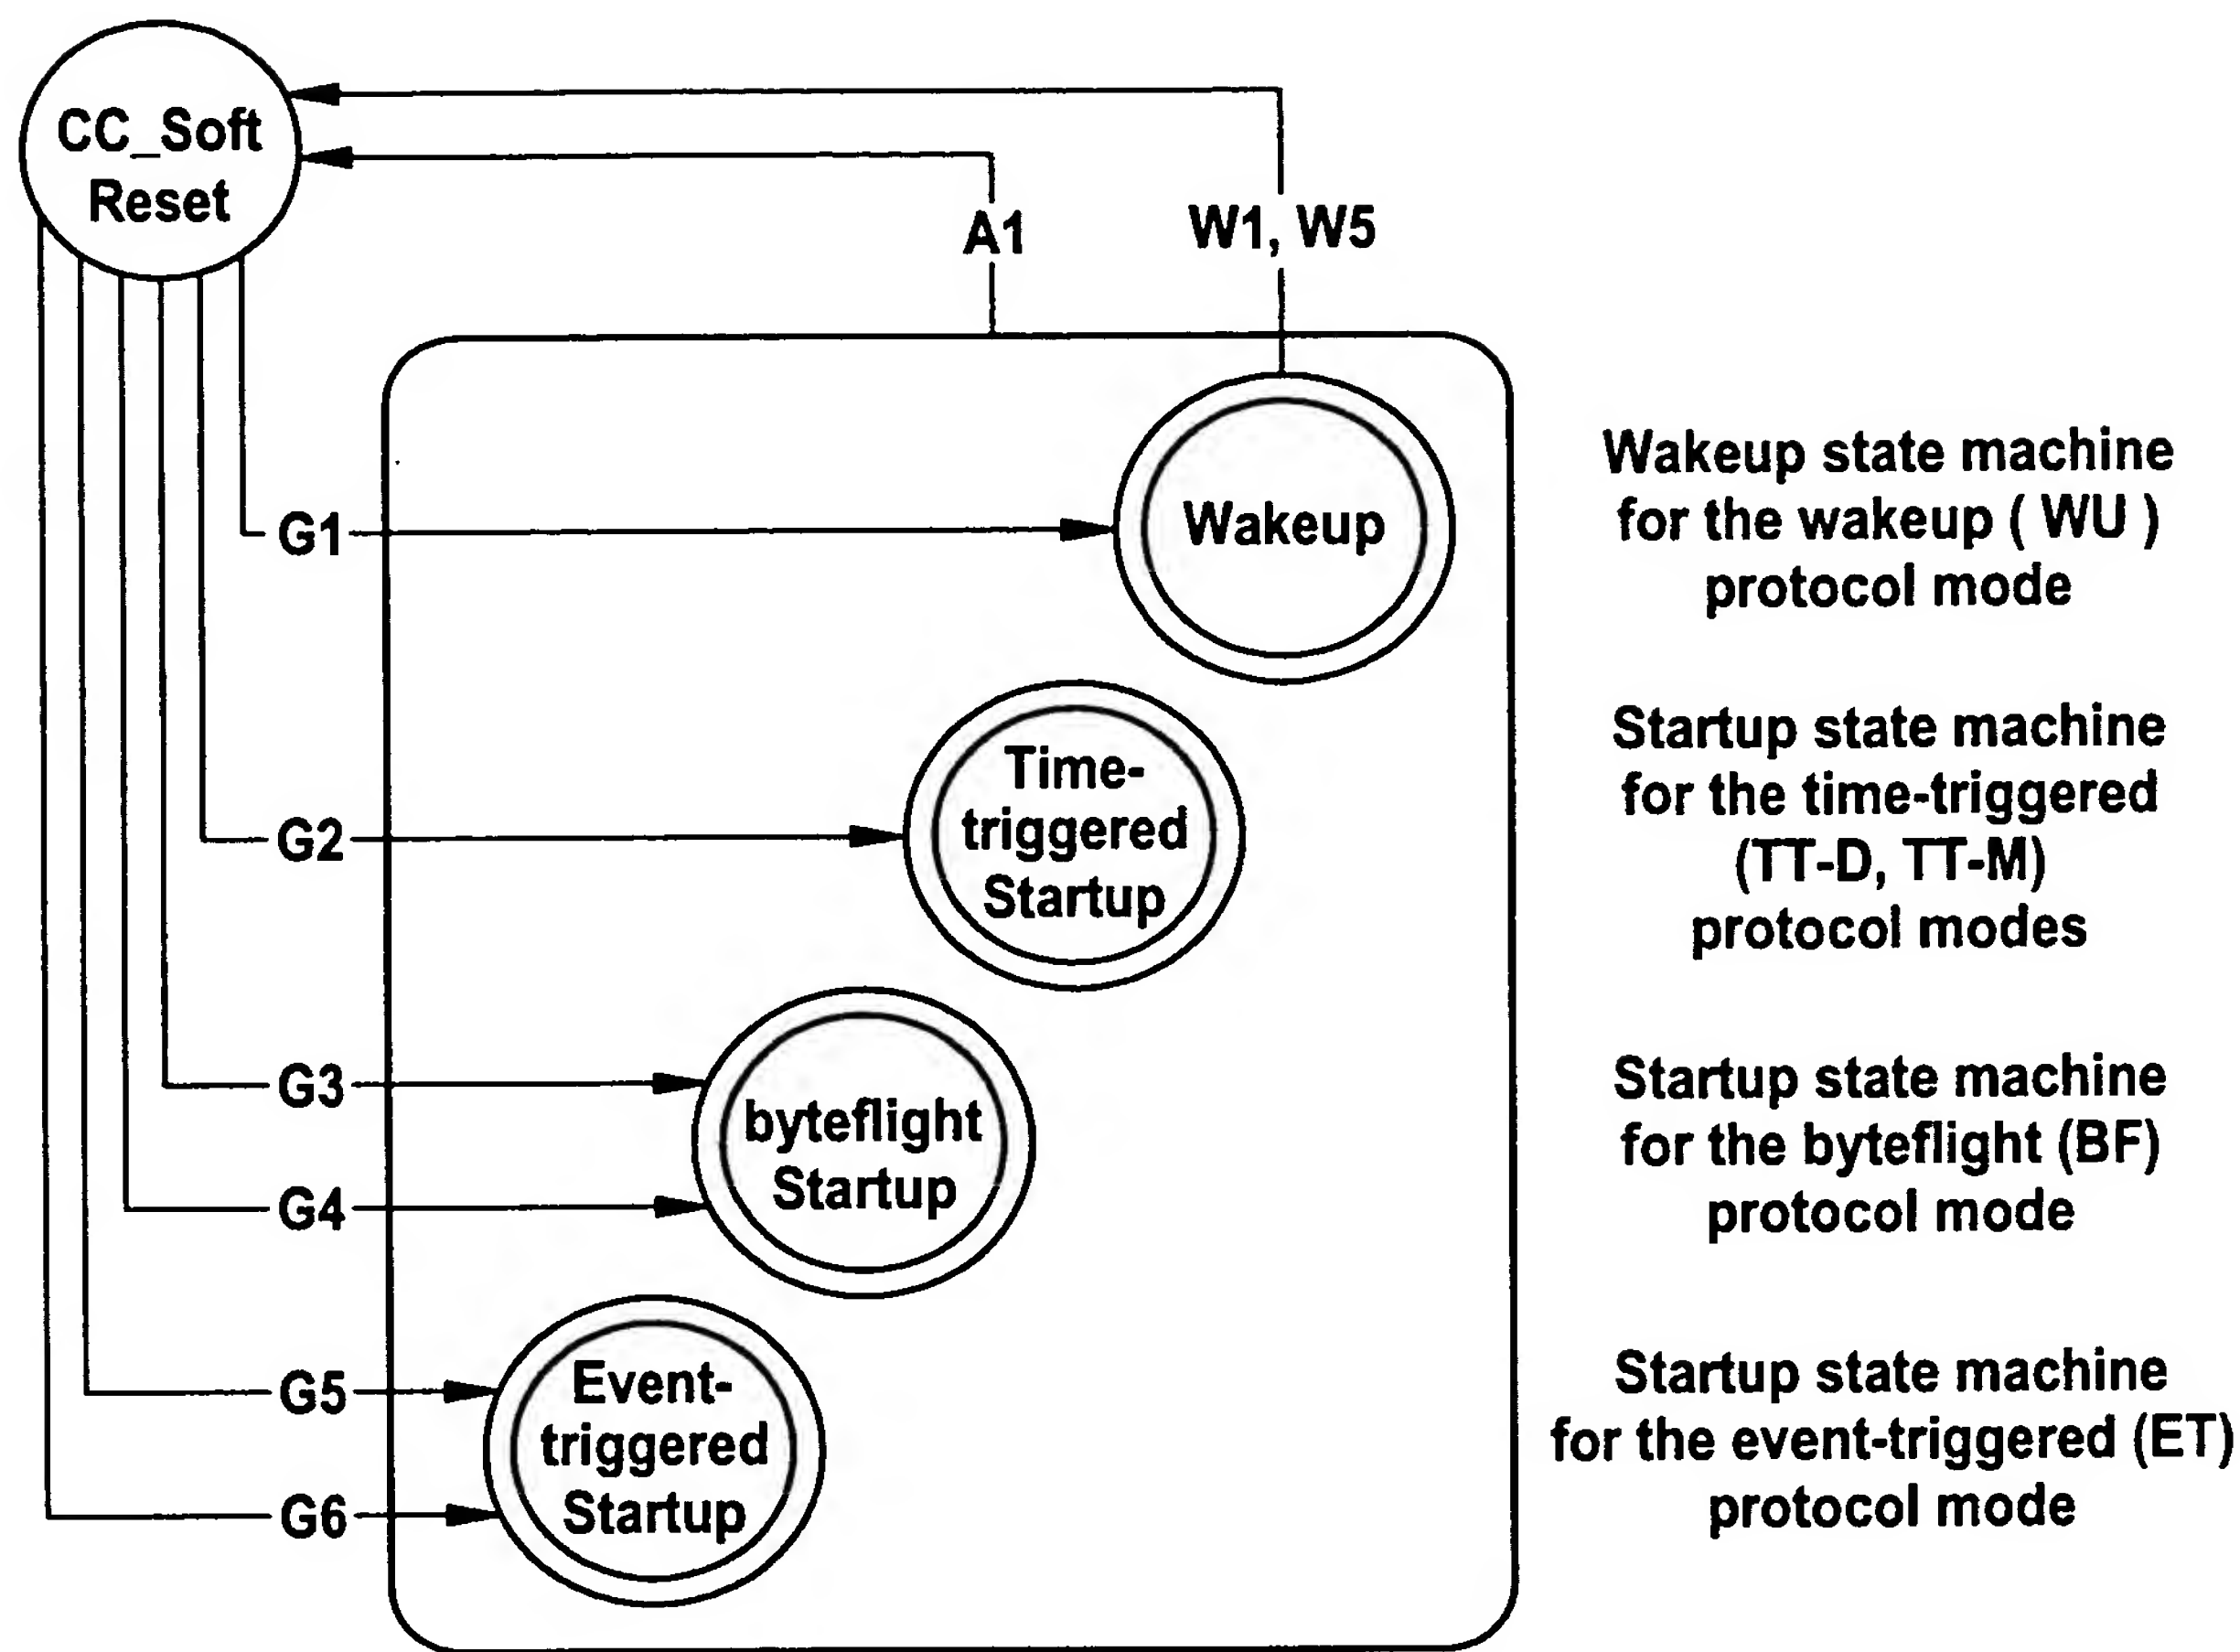 CC_Soft
Reset
A1
W1, W5
G1
Wakeup
Wakeup state machine
for the wakeup ( WU )
protocol mode
G2
Time-
triggered
Startup
Startup state machine
for the time-triggered
(TT-D, TT-M)
protocol modes
G3
G4
byteflight
Startup
Startup state machine
for the byteflight (BF)
protocol mode
G5
G6
Event-
triggered
Startup
Startup state machine
for the event-triggered (ET)
protocol mode